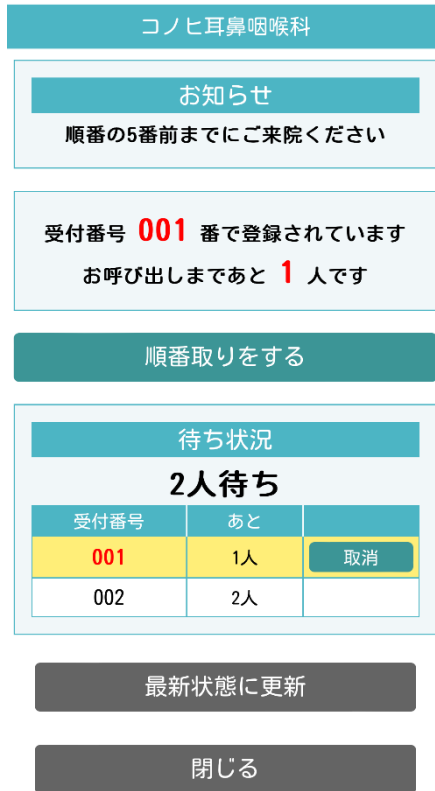 コノヒ耳鼻咽喉科
お知らせ
順番の5番前までにご来院ください
受付番号 001 番で登録されています
お呼び出しまであと 1 人です
順番取りをする
待ち状況
2人待ち
受付番号 あと
001 1人 取消
002 2人
最新状態に更新
閉じる